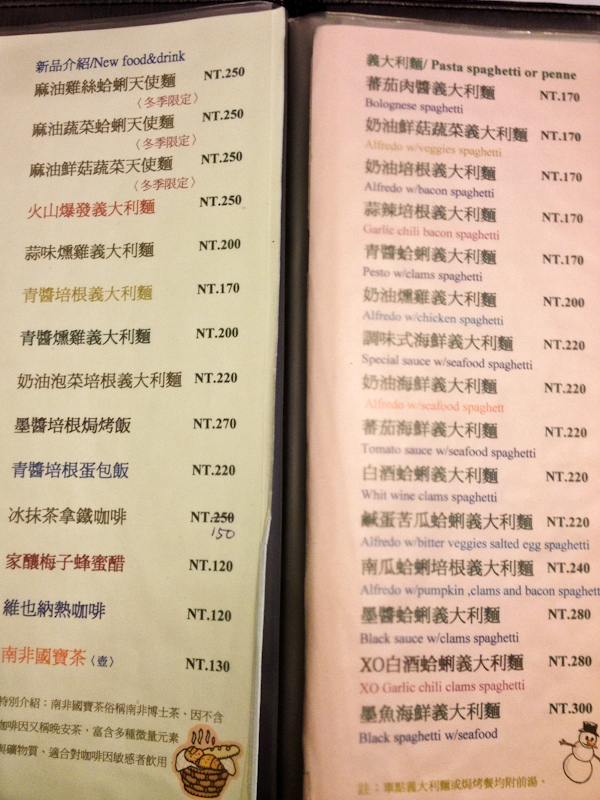 新品介紹/New food&drink
麻油雞絲蛤蜊天使麵 NT.250
〈冬季限定〉
麻油蔬菜蛤蜊天使麵 NT.250
〈冬季限定〉
麻油鮮菇蔬菜天使麵 NT.250
〈冬季限定〉
火山爆發義大利麵 NT.250
蒜味燻雞義大利麵 NT.200
青醬培根義大利麵 NT.170
青醬燻雞義大利麵 NT.200
奶油泡菜培根義大利麵 NT.220
墨醬培根焗烤飯 NT.270
青醬培根蛋包飯 NT.220
冰抹茶拿鐵咖啡 NT.250
150
家釀梅子蜂蜜醋 NT.120
維也納熱咖啡 NT.120
南非國寶茶〈壺〉 NT.130
特別介紹：南非國寶茶俗稱南非博士茶、因不含
咖啡因又稱晚安茶，富含多種微量元素
與礦物質、適合對咖啡因敏感者飲用
義大利麵/ Pasta spaghetti or penne
蕃茄肉醬義大利麵 NT.170
Bolognese spaghetti
奶油鮮菇蔬菜義大利麵 NT.170
Alfredo w/veggies spaghetti
奶油培根義大利麵 NT.170
Alfredo w/bacon spaghetti
蒜辣培根義大利麵 NT.170
Garlic chili bacon spaghetti
青醬蛤蜊義大利麵 NT.170
Pesto w/clams spaghetti
奶油燻雞義大利麵 NT.200
Alfredo w/chicken spaghetti
調味式海鮮義大利麵 NT.220
Special sauce w/seafood spaghetti
奶油海鮮義大利麵 NT.220
Alfredo w/seafood spaghett
蕃茄海鮮義大利麵 NT.220
Tomato sauce w/seafood spaghetti
白酒蛤蜊義大利麵 NT.220
Whit wine clams spaghetti
鹹蛋苦瓜蛤蜊義大利麵 NT.220
Alfredo w/bitter veggies salted egg spaghetti
南瓜蛤蜊培根義大利麵 NT.240
Alfredo w/pumpkin ,clams and bacon spaghetti
墨醬蛤蜊義大利麵 NT.280
Black sauce w/clams spaghetti
XO白酒蛤蜊義大利麵 NT.280
XO Garlic chili clams spaghetti
墨魚海鮮義大利麵 NT.300
Black spaghetti w/seafood
註：單點義大利麵或焗烤餐均附前湯。